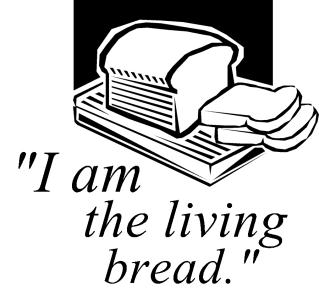 "I am
the living
bread."